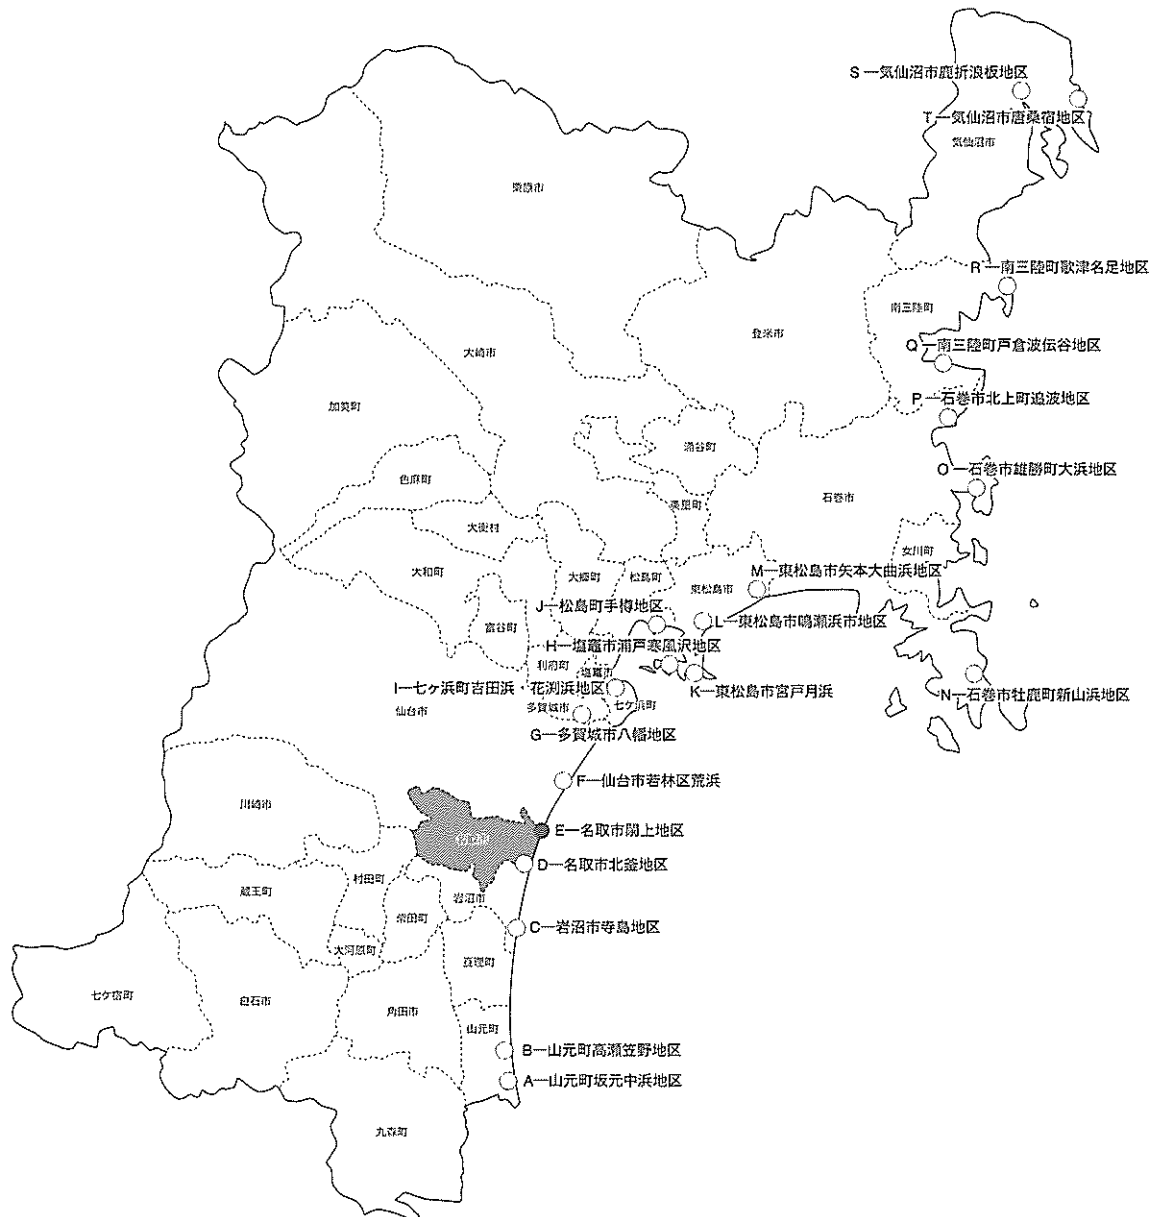 S―気仙沼市鹿折浪板地区
T―気仙沼市唐桑宿地区
気仙沼市
栗原市
R―南三陸町歌津名足地区
南三陸町
登米市
Q―南三陸町戸倉波伝谷地区
大崎市
P―石巻市北上町追波地区
加美町
涌谷町
O―石巻市雄勝町大浜地区
色麻町
石巻市
美里町
大衡村
女川町
M―東松島市矢本大曲浜地区
大和町
大郷町
松島町
東松島市
J―松島町手樽地区
L―東松島市鳴瀬浜市地区
富谷町
H―塩竈市浦戸寒風沢地区
利府町
塩竈市
I―七ヶ浜町吉田浜・花渕浜地区
K―東松島市宮戸月浜
N―石巻市牡鹿町新山浜地区
仙台市
多賀城市
七ヶ浜町
G―多賀城市八幡地区
F―仙台市若林区荒浜
川崎市
E―名取市閖上地区
D―名取市北釜地区
村田町
蔵王町
岩沼市
柴田町
C―岩沼市寺島地区
大河原町
亘理町
七ケ宿町
白石市
角田市
山元町
B―山元町高瀬笠野地区
A―山元町坂元中浜地区
丸森町